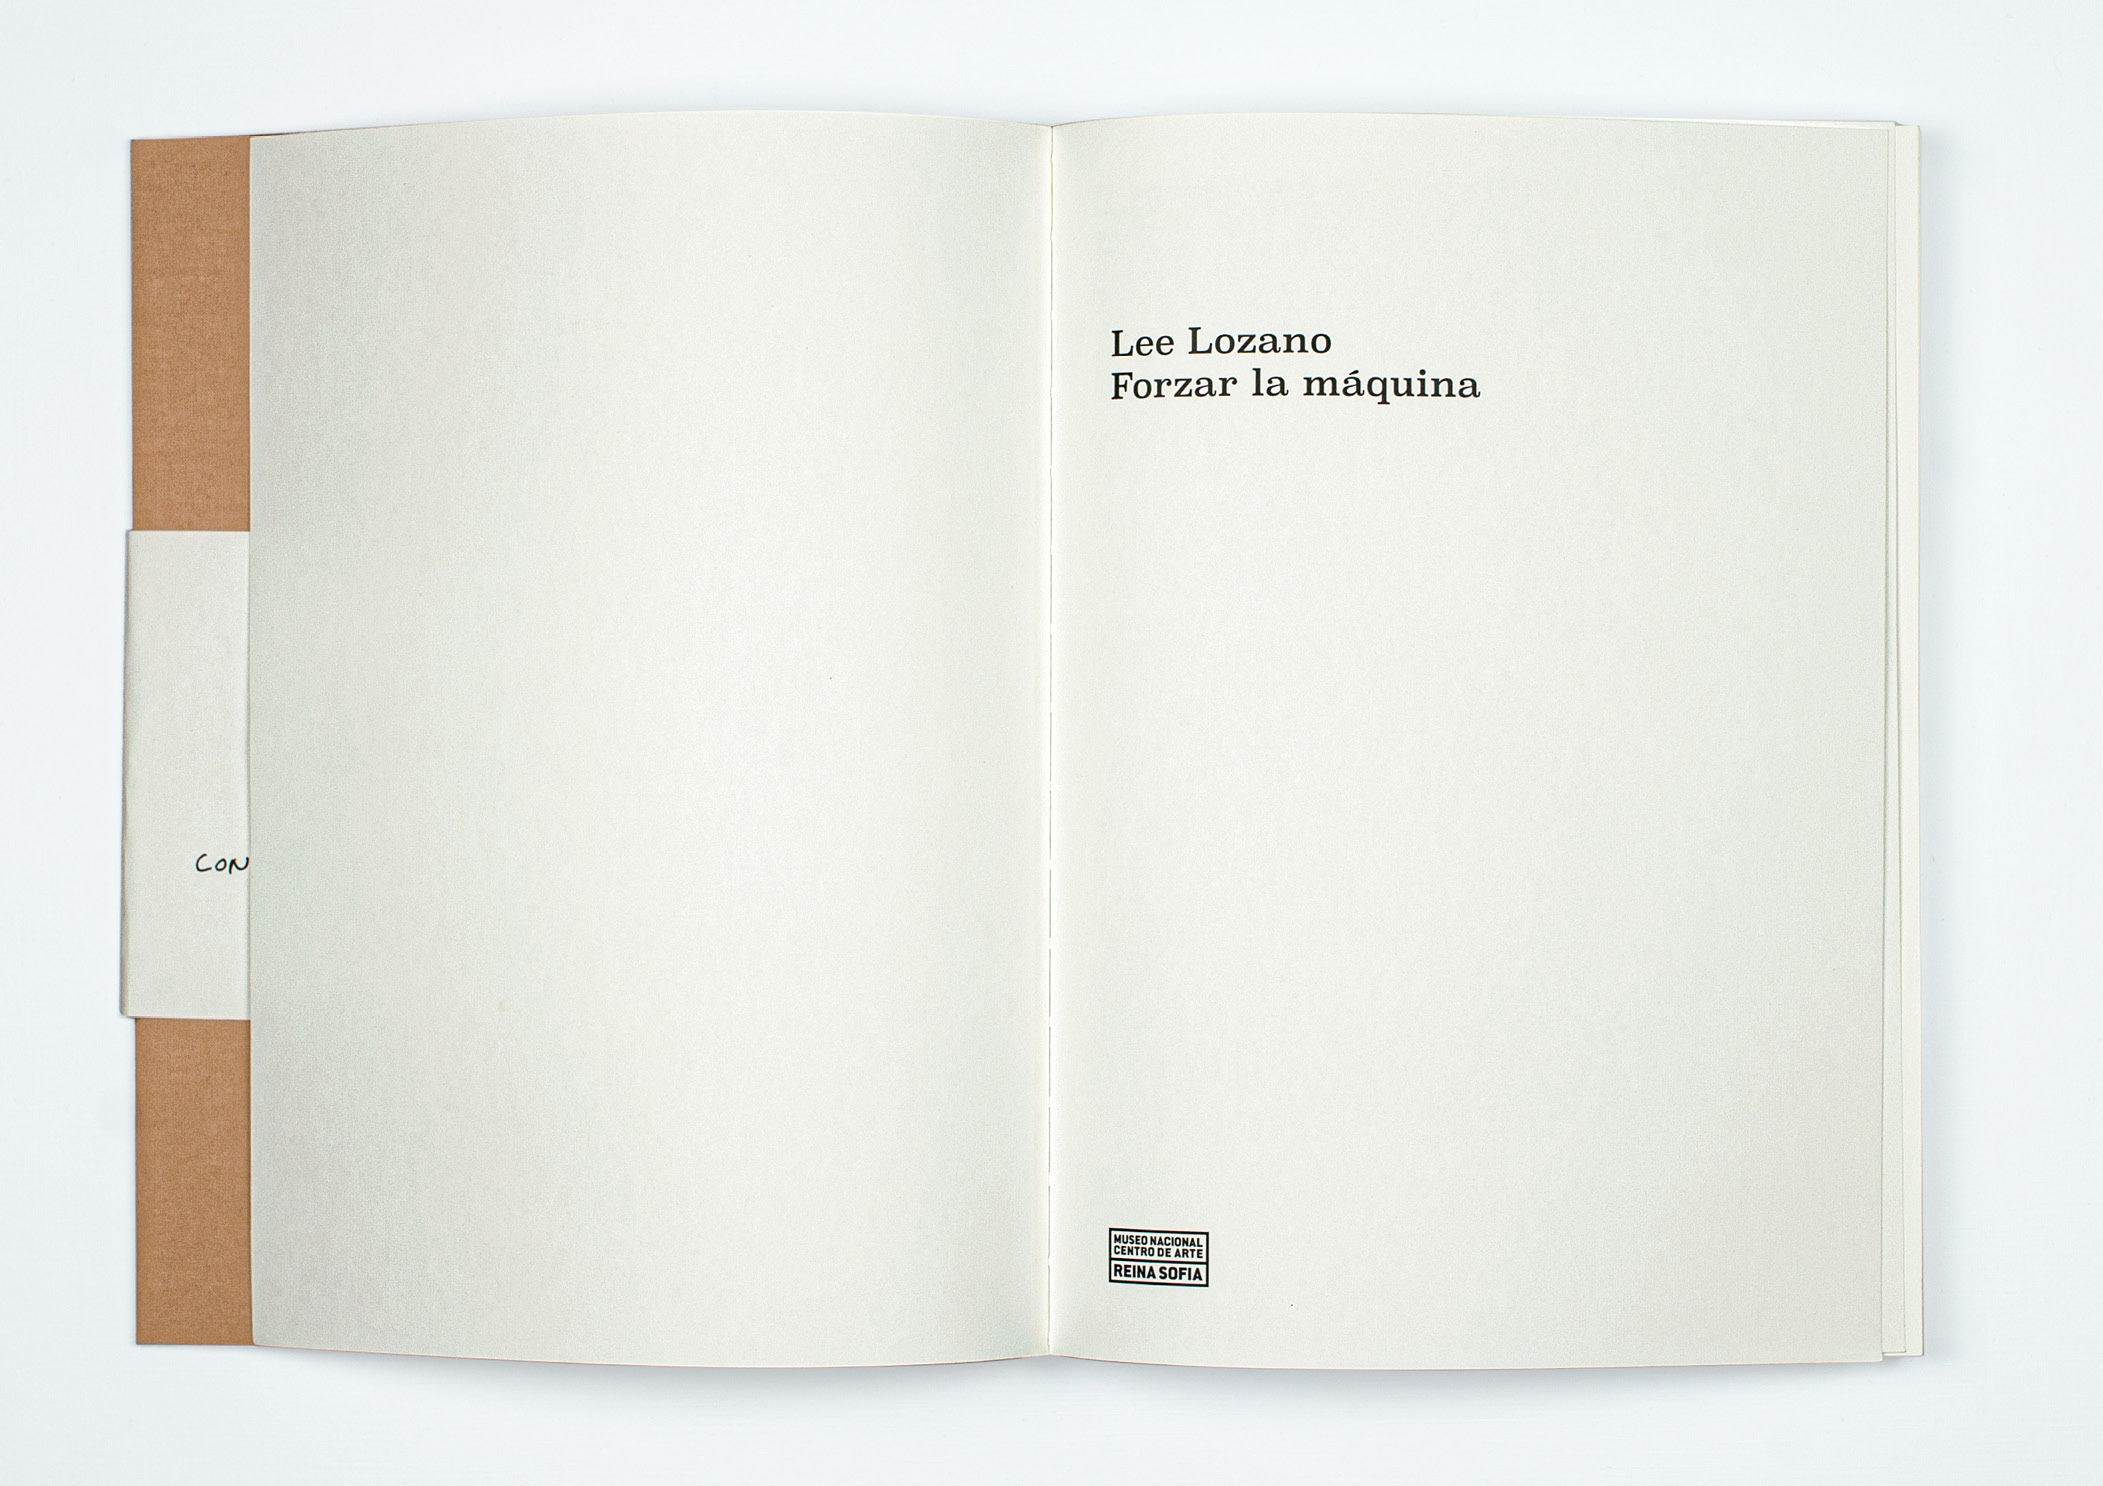 CON
Lee Lozano
Forzar la máquina
MUSEO NACIONAL
CENTRO DE ARTE
REINA SOFIA